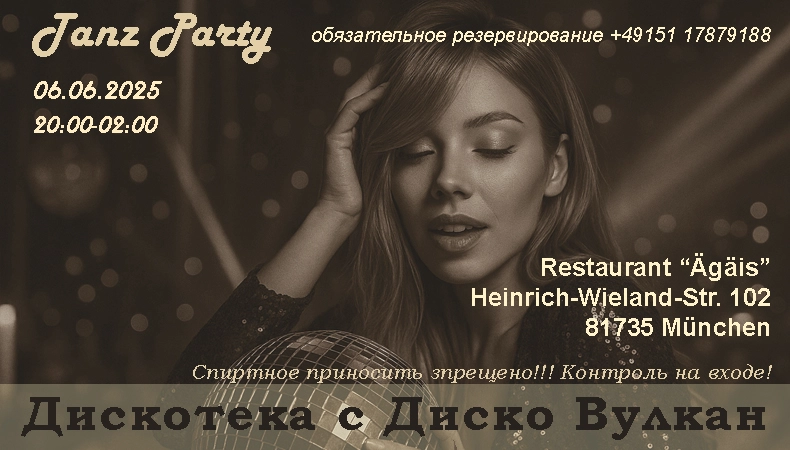 Tanz Party
обязательное резервирование +49151 17879188
06.06.2025
20:00-02:00
Restaurant “Ägäis”
Heinrich-Wieland-Str. 102
81735 München
Спиртное приносить зпрещено!!! Контроль на входе!
Дискотека с Диско Вулкан